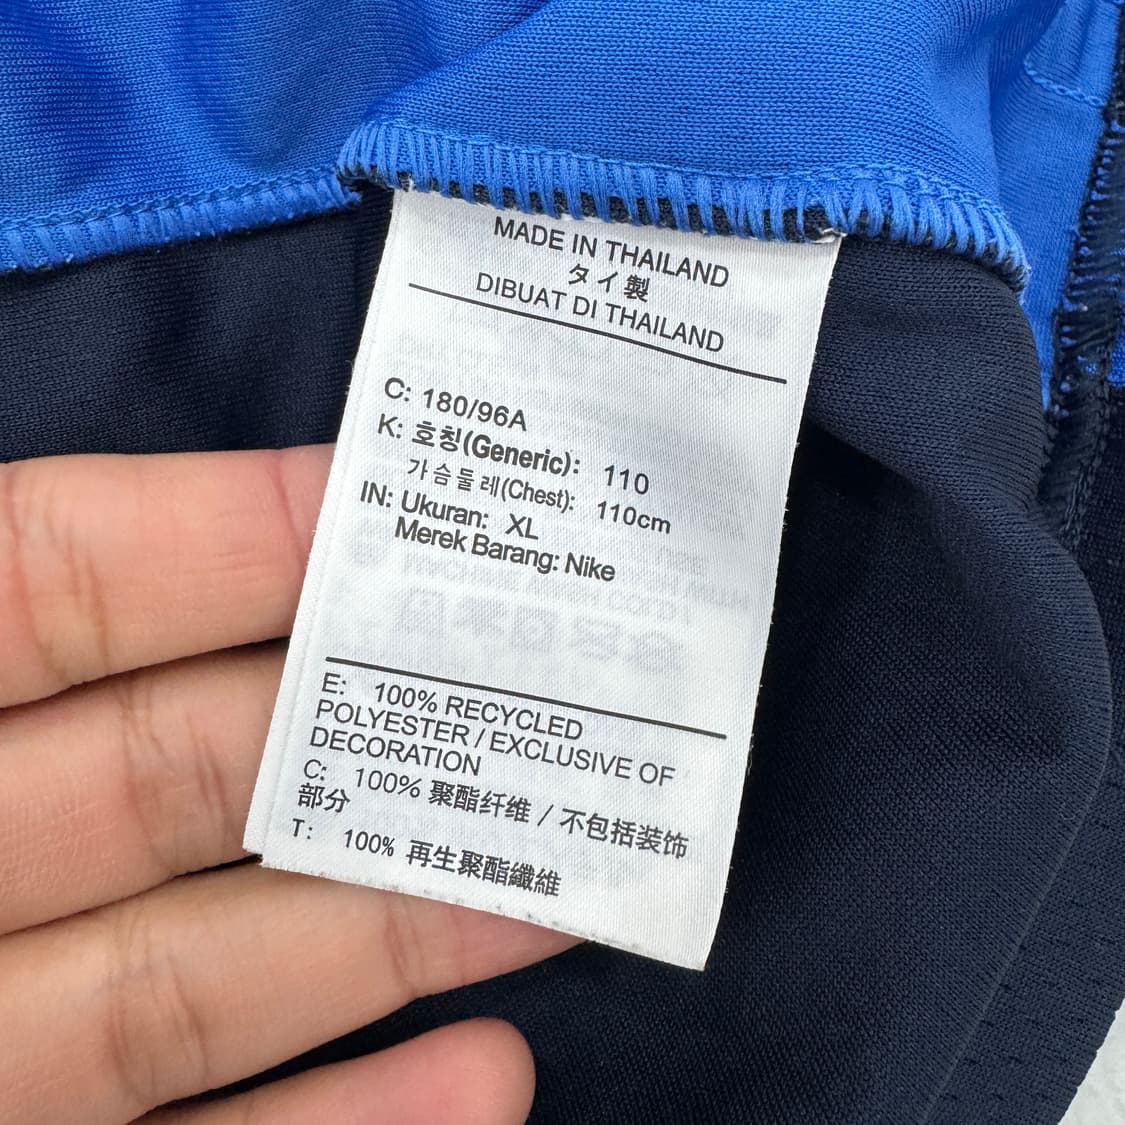 MADE IN THAILAND
タイ製
DIBUAT DI THAILAND
C: 180/96A
K: 호칭(Generic): 110
가슴둘레(Chest): 110cm
IN: Ukuran: XL
Merek Barang: Nike
E: 100% RECYCLED
POLYESTER / EXCLUSIVE OF
DECORATION
C: 100% 聚酯纤维 / 不包括装饰
部分
T: 100% 再生聚酯纖維